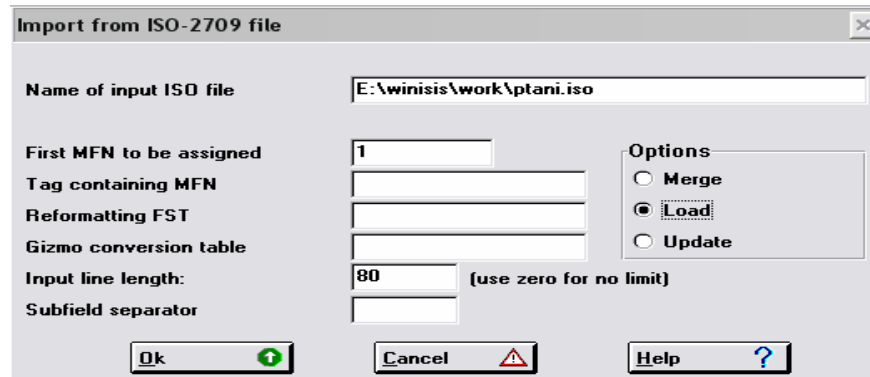 Import from ISO-2709 file
Name of input ISO file E:\winisis\work\ptani.iso
First MFN to be assigned 1
Tag containing MFN
Reformatting FST
Gizmo conversion table
Input line length: 80 (use zero for no limit)
Subfield separator
Options
Merge
Load
Update
Ok
Cancel
Help ?